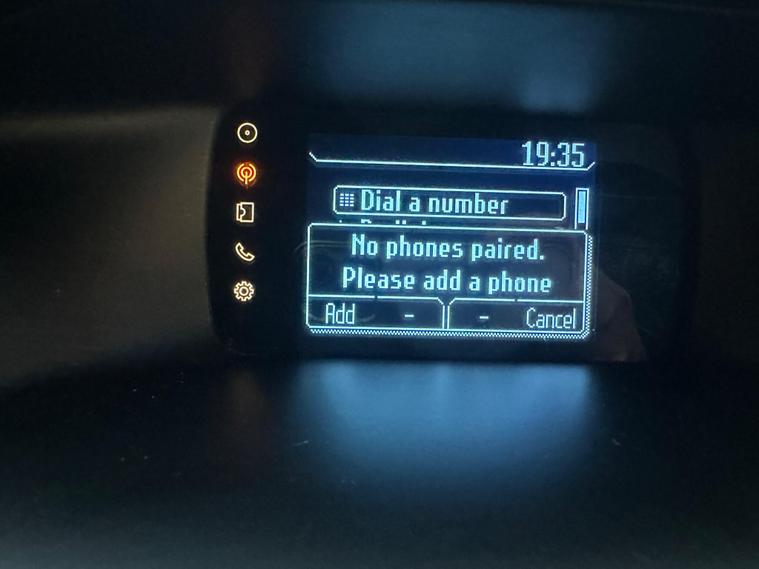 19:35
Dial a number
No phones paired.
Please add a phone
Add - - Cancel